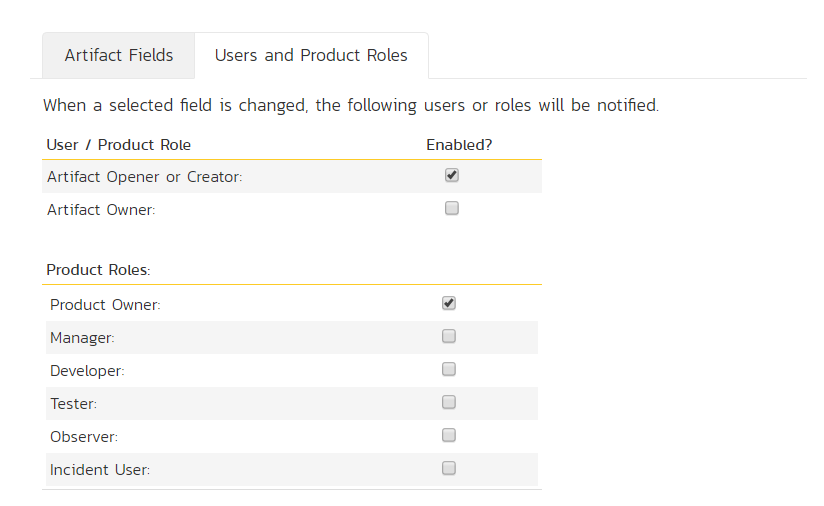 Artifact Fields
Users and Product Roles
When a selected field is changed, the following users or roles will be notified.
User / Product Role Enabled?
Artifact Opener or Creator:
Artifact Owner:
Product Roles:
Product Owner:
Manager:
Developer:
Tester:
Observer:
Incident User: